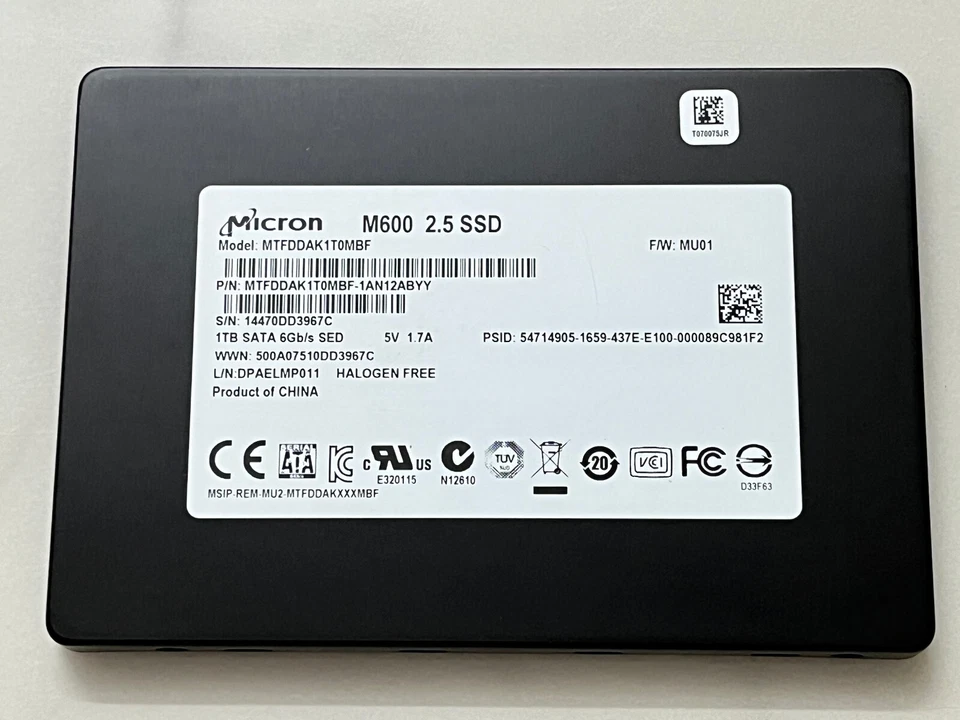 T070075JR
Micron M600 2.5 SSD
Model: MTFDDAK1T0MBF F/W: MU01
P/N: MTFDDAK1T0MBF-1AN12ABYY
S/N: 14470DD3967C
1TB SATA 6Gb/s SED 5V 1.7A PSID: 54714905-1659-437E-E100-000089C981F2
WWN: 500A07510DD3967C
L/N:DPAELMP011 HALOGEN FREE
Product of CHINA
CE SERIAL ATA KC c RU US TUV 20 VCI FC
E320115 N12610 D33F63
MSIP-REM-MU2-MTFDDAKXXXMBF